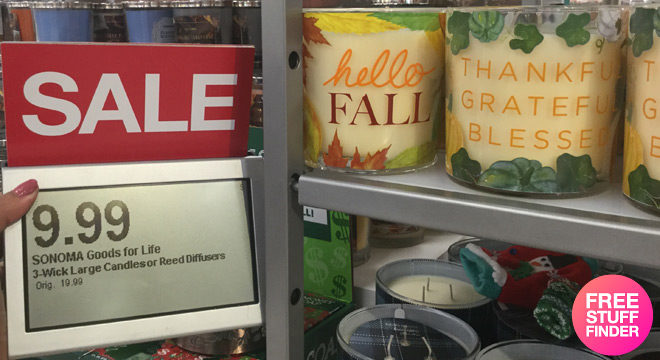 SALE
9.99
SONOMA Goods for Life
3-Wick Large Candles or Reed Diffusers
Orig. 19.99
hello
FALL
THANKFU
GRATEFUL
BLESSED
FREE
STUFF
FINDER